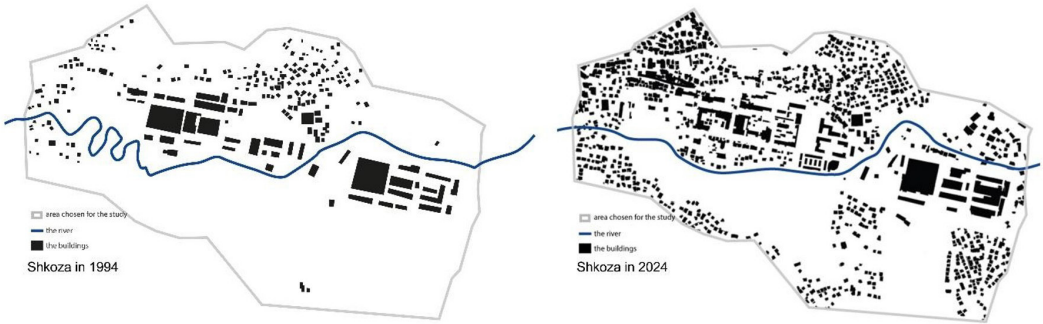 area chosen for the study
the river
the buildings
Shkoza in 1994
area chosen for the study
the river
the buildings
Shkoza in 2024